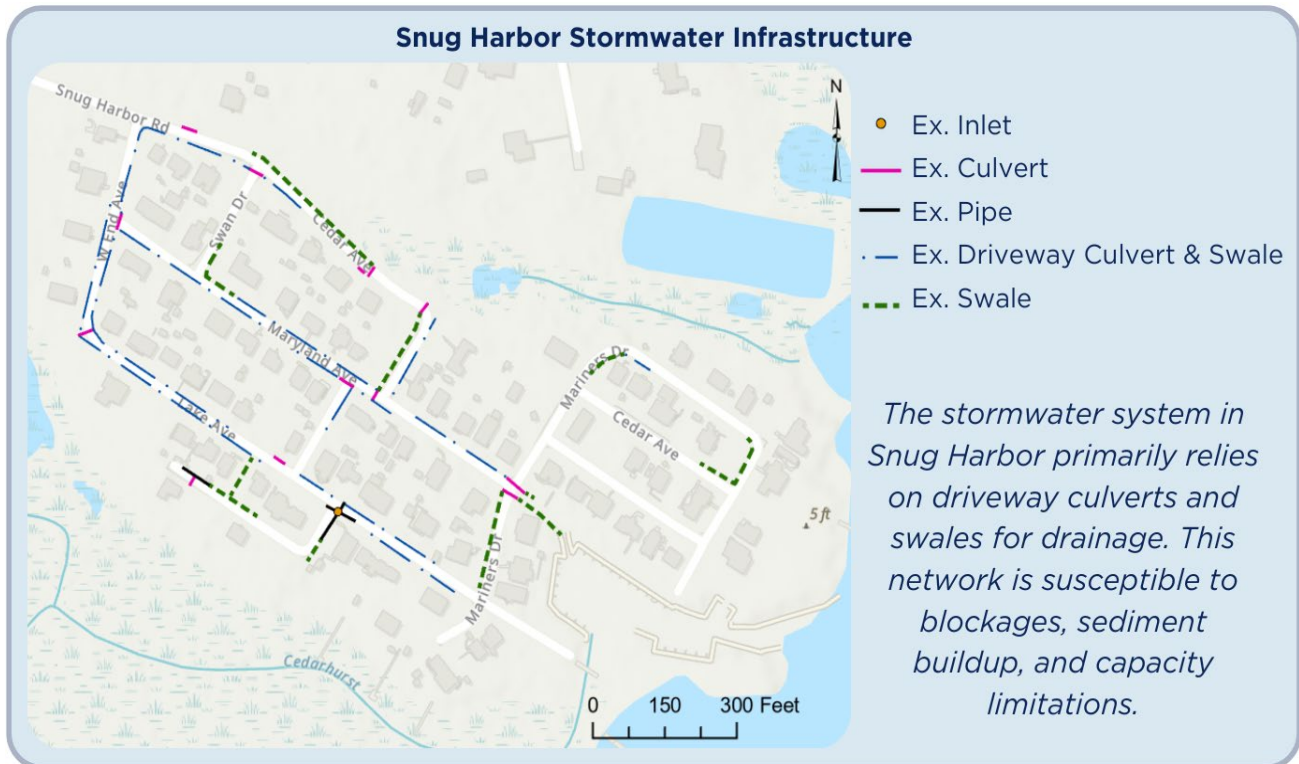 Snug Harbor Stormwater Infrastructure
Snug Harbor Rd
N
Ex. Inlet
Ex. Culvert
Ex. Pipe
Ex. Driveway Culvert & Swale
Ex. Swale
W End Ave
Swan Dr
Cedar Ave
Maryland Ave
Mariners Dr
Lake Ave
Cedar Ave
5 ft
Mariners Dr
Cedarhurst
0 150 300 Feet
The stormwater system in
Snug Harbor primarily relies
on driveway culverts and
swales for drainage. This
network is susceptible to
blockages, sediment
buildup, and capacity
limitations.